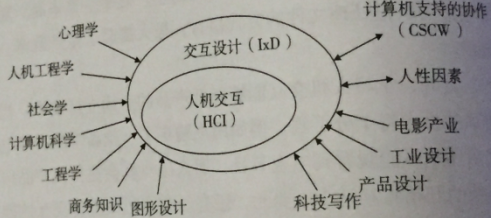 心理学
人机工程学
社会学
计算机科学
工程学
商务知识
图形设计
交互设计（IxD）
人机交互
（HCI）
计算机支持的协作
（CSCW）
人性因素
电影产业
工业设计
产品设计
科技写作